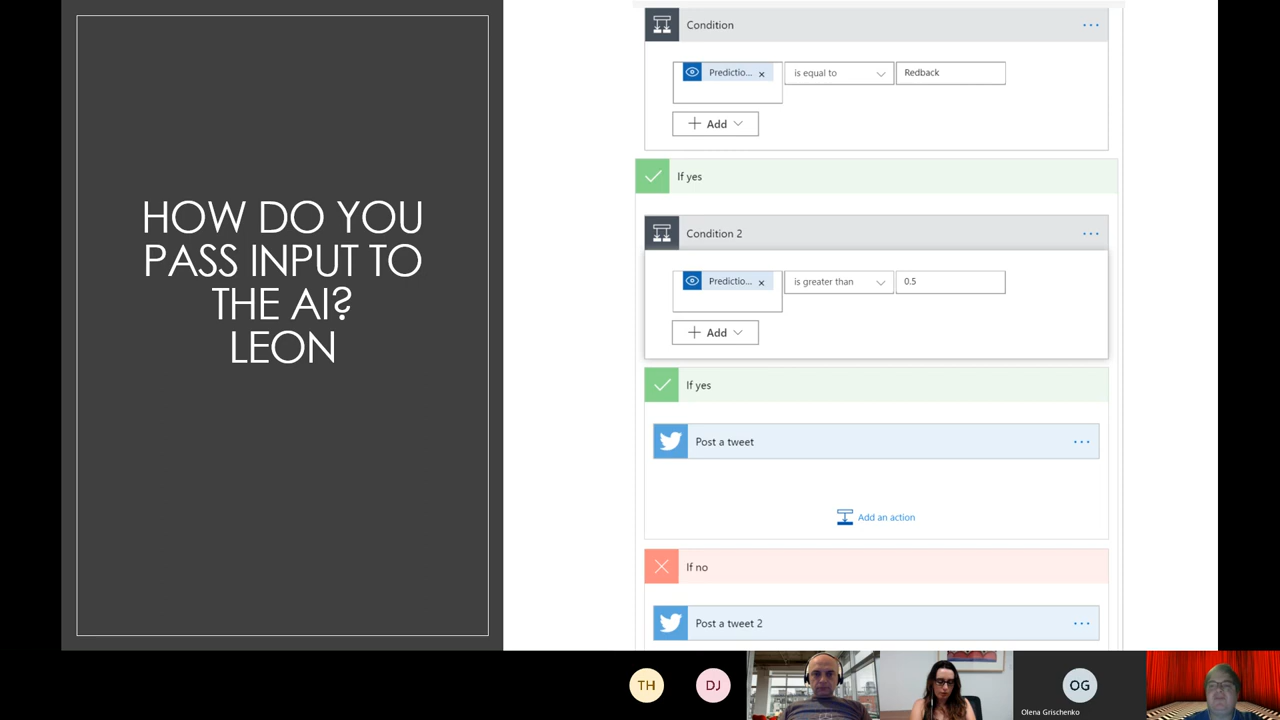 HOW DO YOU
PASS INPUT TO
THE AI?
LEON
Condition
Predictio... x is equal to Redback
Add
If yes
Condition 2
Predictio... x is greater than 0.5
Add
If yes
Post a tweet
Add an action
If no
Post a tweet 2
TH
DJ
OG
Olena Grischenko